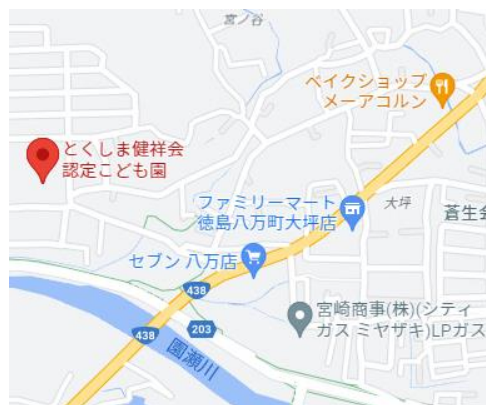 宮ノ谷
ベイクショップ
メーアコルン
とくしま健祥会
認定こども園
ファミリーマート
徳島八万町大坪店
大坪
蒼生会
セブン 八万店
438
203
438
宮崎商事(株)(シティ
ガス ミヤザキ)LPガス
園瀬川